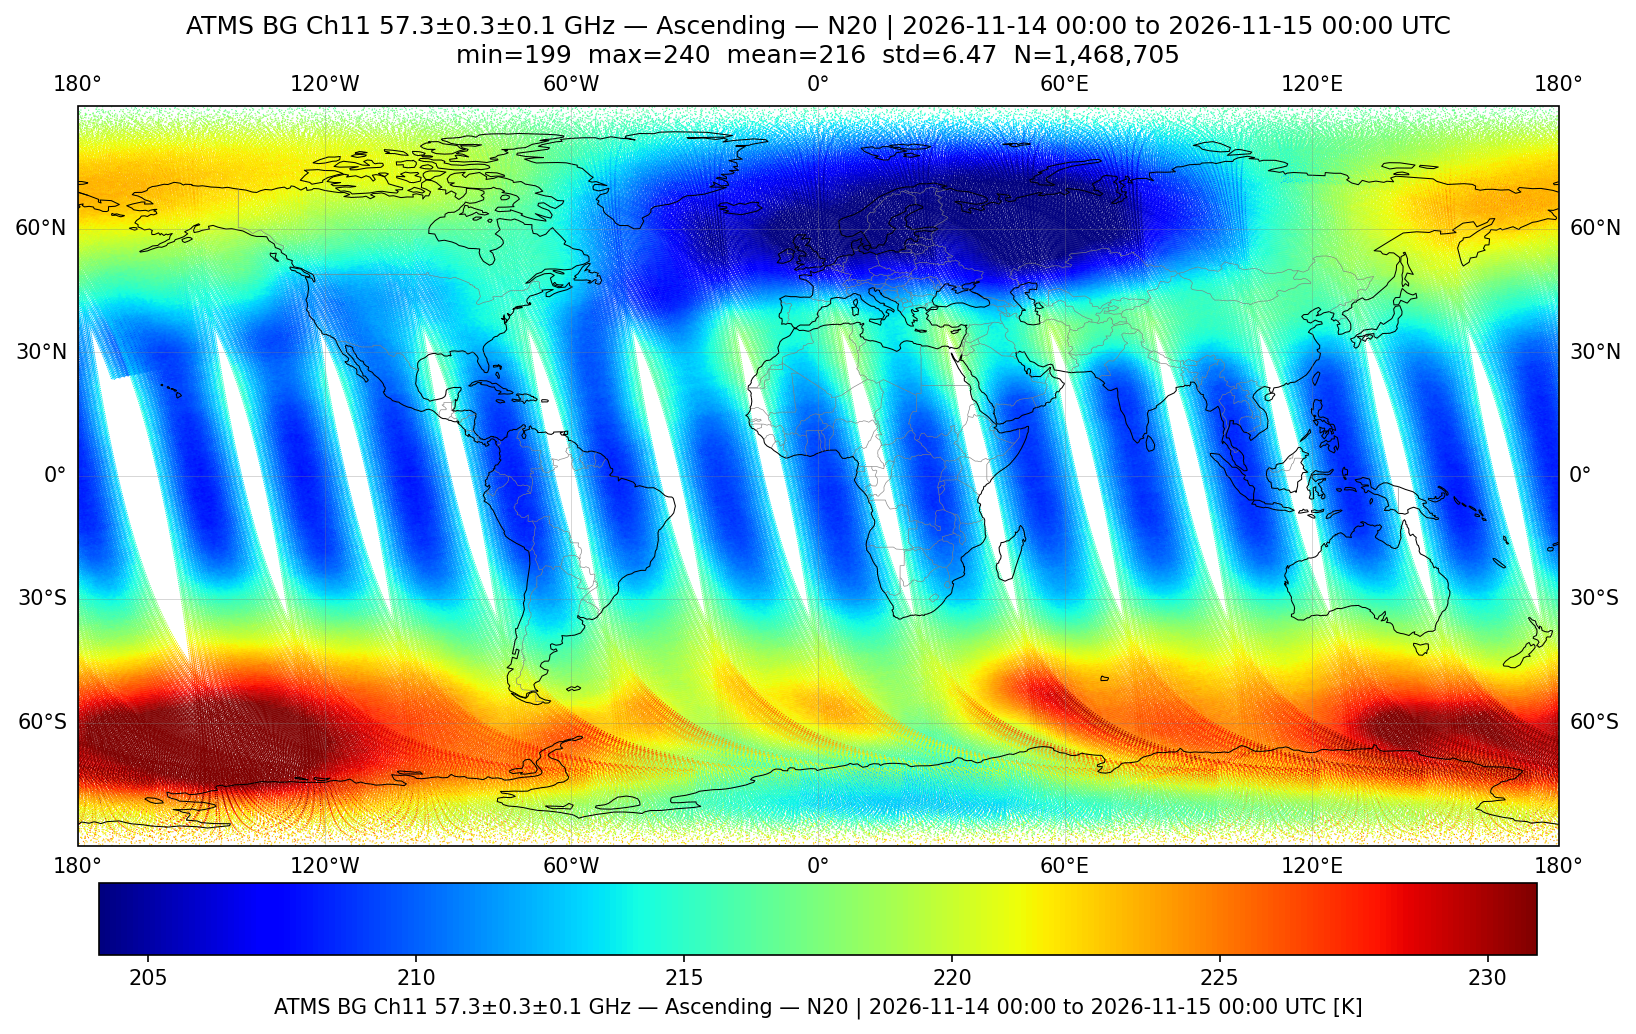 ATMS BG Ch11 57.3±0.3±0.1 GHz — Ascending — N20 | 2026-11-14 00:00 to 2026-11-15 00:00 UTC
min=199 max=240 mean=216 std=6.47 N=1,468,705
180° 120°W 60°W 0° 60°E 120°E 180°
60°N 60°N
30°N 30°N
0° 0°
30°S 30°S
60°S 60°S
180° 120°W 60°W 0° 60°E 120°E 180°
205 210 215 220 225 230
ATMS BG Ch11 57.3±0.3±0.1 GHz — Ascending — N20 | 2026-11-14 00:00 to 2026-11-15 00:00 UTC [K]